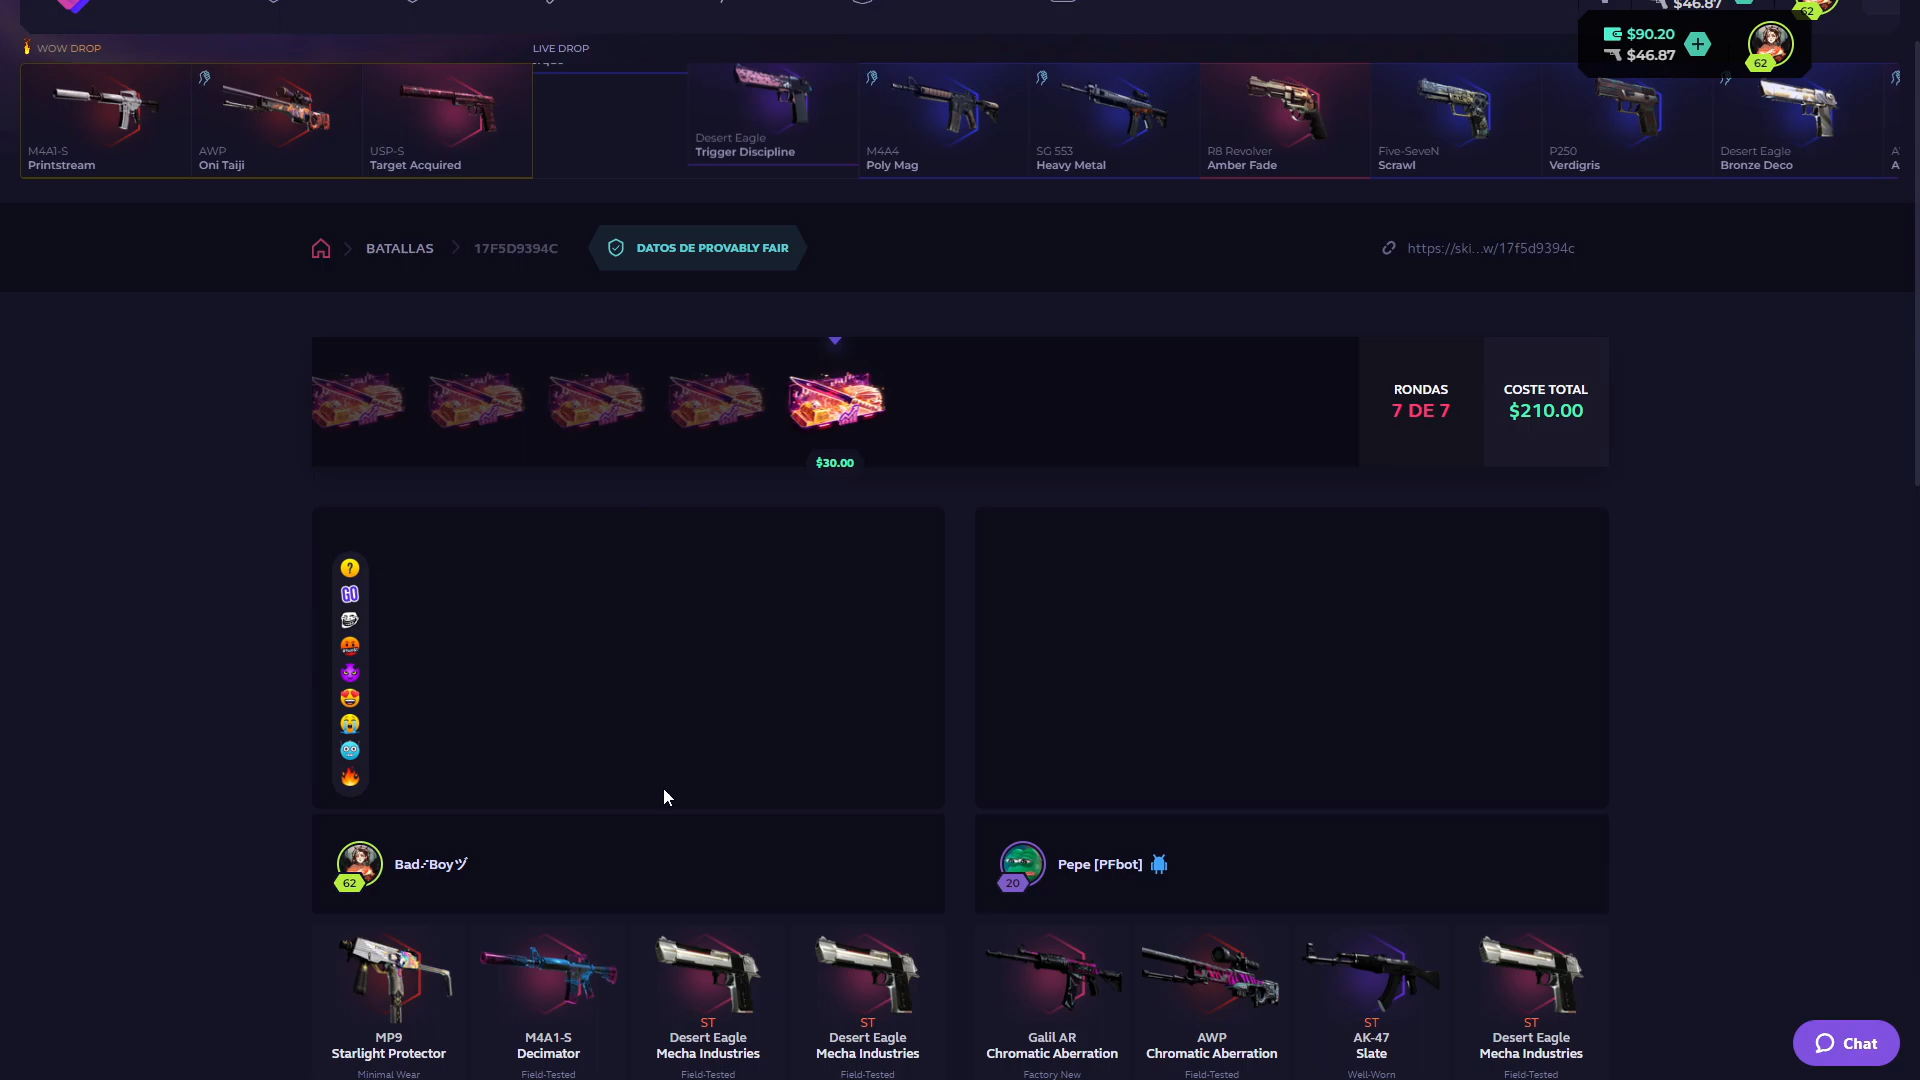 $46.87
62
WOW DROP
LIVE DROP
$90.20
$46.87
62
M4A1-S
Printstream
AWP
Oni Taiji
USP-S
Target Acquired
Desert Eagle
Trigger Discipline
M4A4
Poly Mag
SG 553
Heavy Metal
R8 Revolver
Amber Fade
Five-SeveN
Scrawl
P250
Verdigris
Desert Eagle
Bronze Deco
BATALLAS
17F5D9394C
DATOS DE PROVABLY FAIR
https://ski...w/17f5d9394c
RONDAS
7 DE 7
COSTE TOTAL
$210.00
$30.00
GO
62
20
Pepe [PFbot]
MP9
Starlight Protector
Minimal Wear
M4A1-S
Decimator
Field-Tested
ST
Desert Eagle
Mecha Industries
Field-Tested
ST
Desert Eagle
Mecha Industries
Field-Tested
Galil AR
Chromatic Aberration
Factory New
AWP
Chromatic Aberration
Field-Tested
ST
AK-47
Slate
Well-Worn
ST
Desert Eagle
Mecha Industries
Field-Tested
Chat